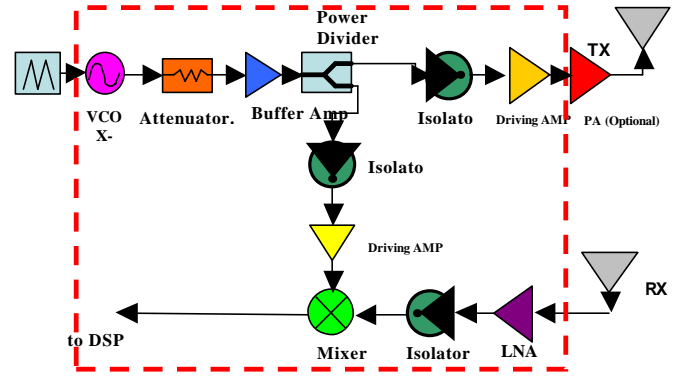 Power
Divider
TX
VCO
X-
Attenuator.
Buffer Amp
Isolato
Driving AMP
PA (Optional)
Isolato
Driving AMP
RX
to DSP
Mixer
Isolator
LNA